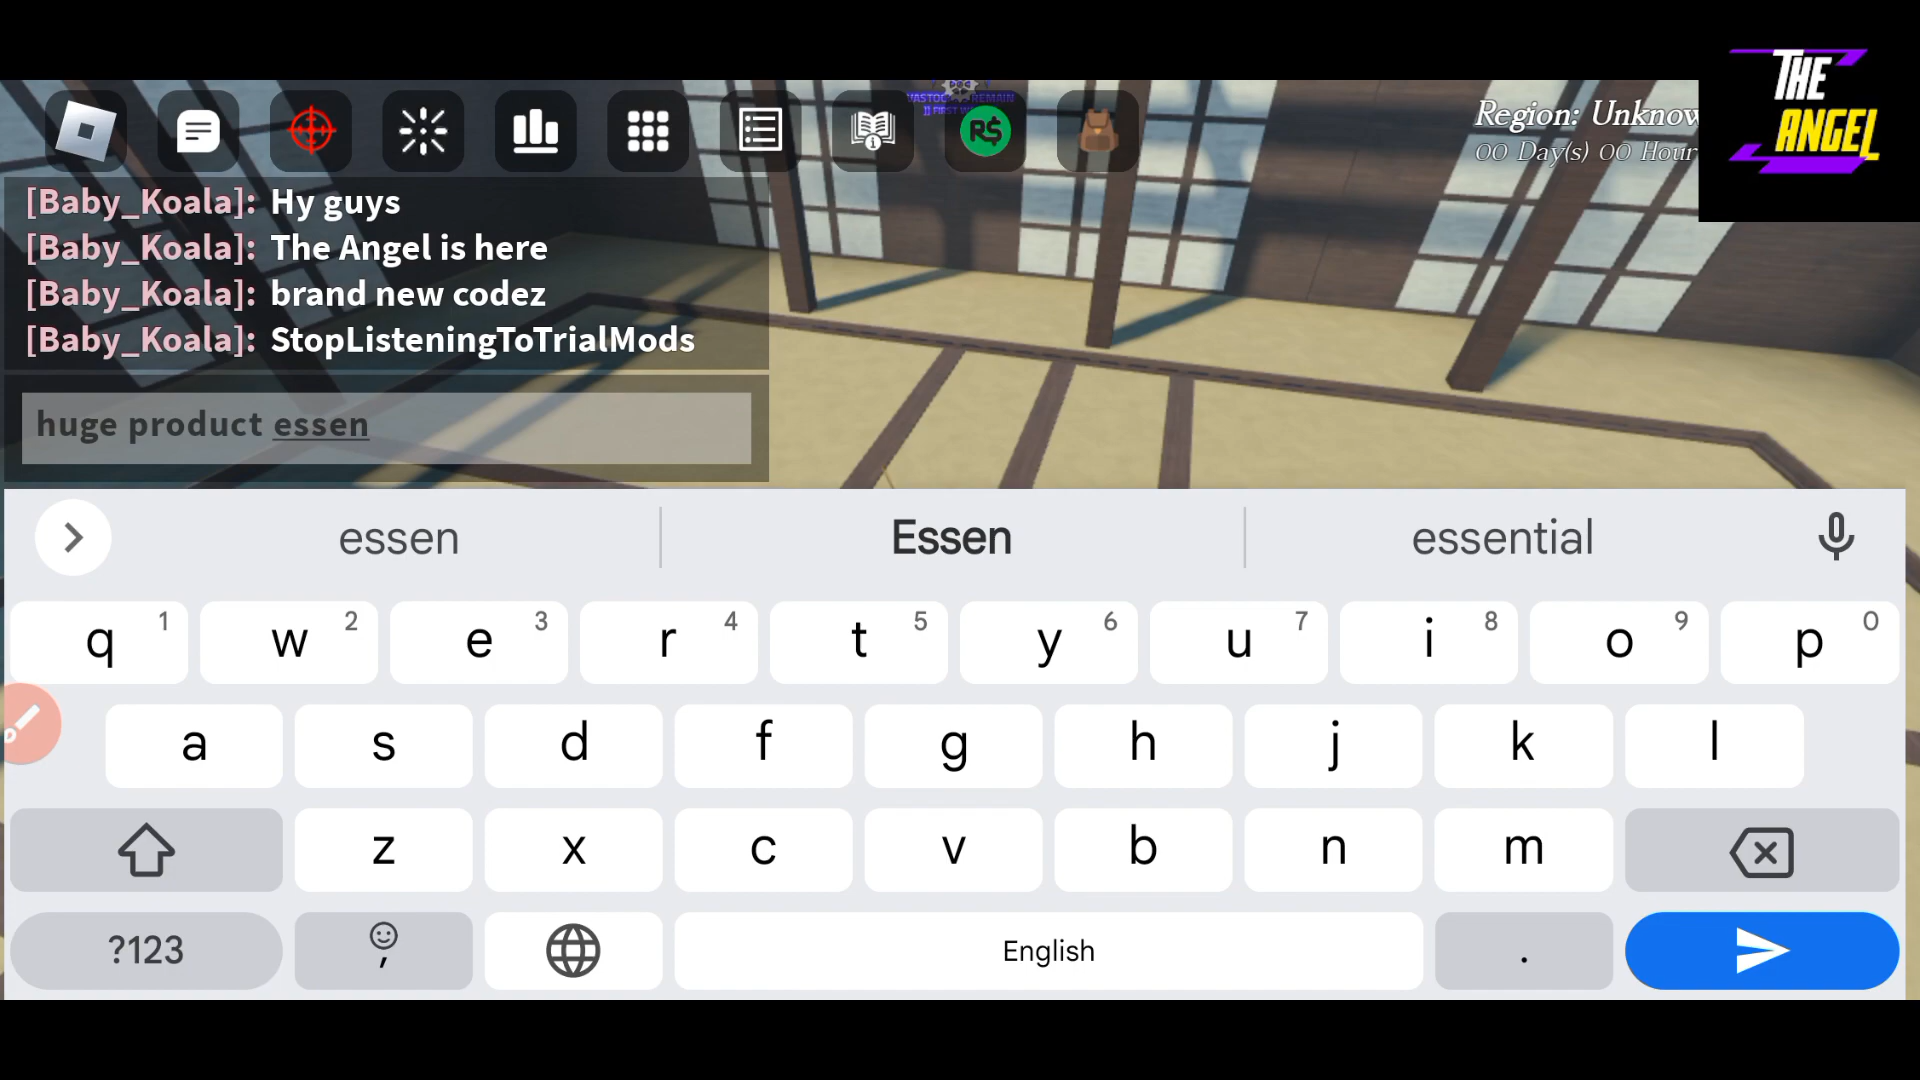 THE
ANGEL
Region: Unknow
00 Day(s) 00 Hour
R$
[Baby_Koala]: Hy guys
[Baby_Koala]: The Angel is here
[Baby_Koala]: brand new codez
[Baby_Koala]: StopListeningToTrialMods
huge product essen
essen Essen essential
q 1 w 2 e 3 r 4 t 5 y 6 u 7 i 8 o 9 p 0
a s d f g h j k l
z x c v b n m
?123 , English .